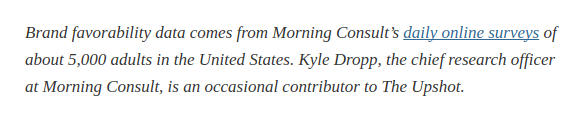 Brand favorability data comes from Morning Consult’s daily online surveys of
about 5,000 adults in the United States. Kyle Dropp, the chief research officer
at Morning Consult, is an occasional contributor to The Upshot.